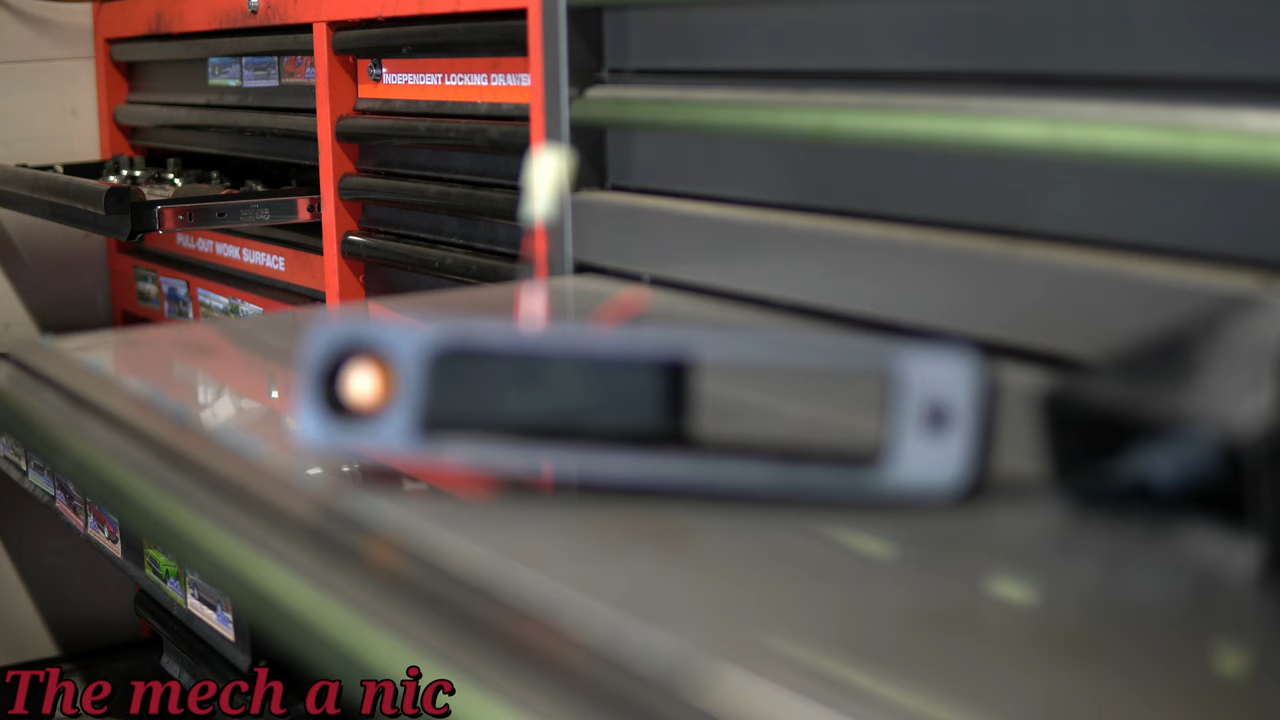 INDEPENDENT LOCKING DRAWER
PULL-OUT WORK SURFACE
The mech a nic